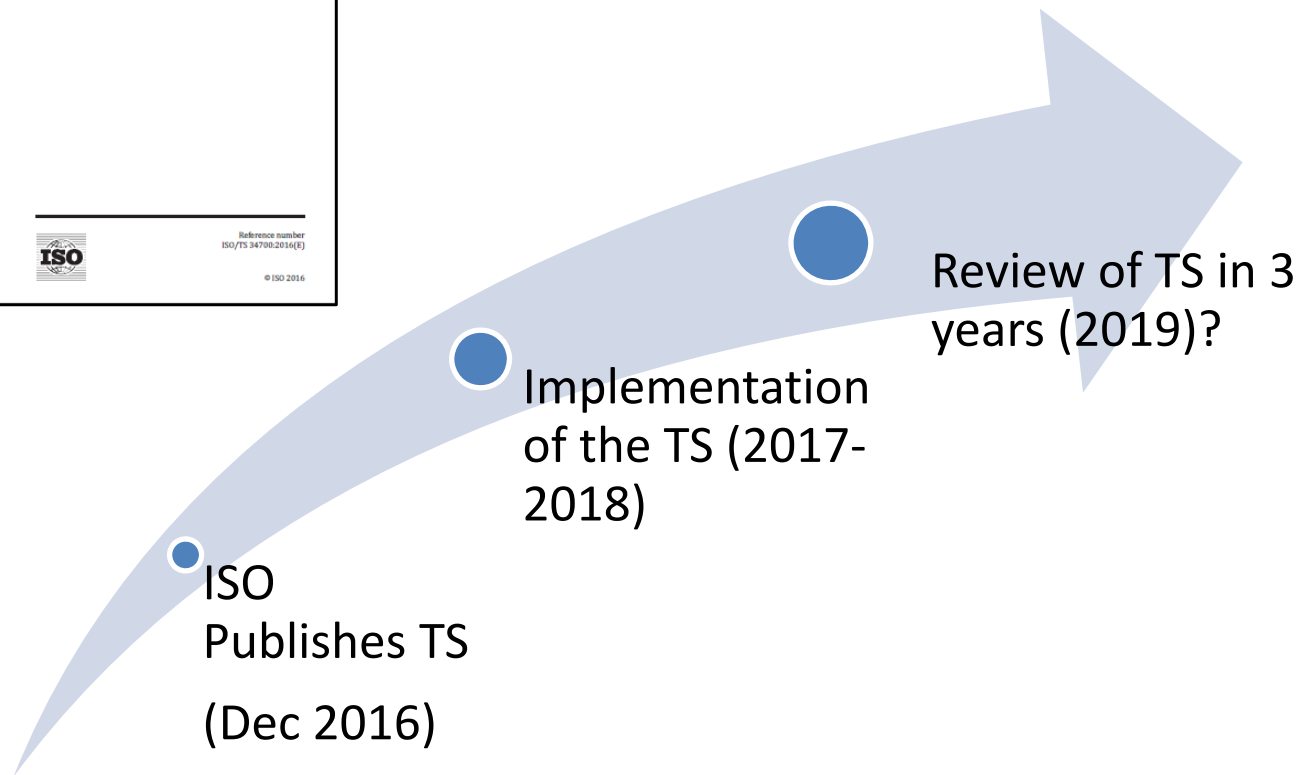 Reference number
ISO/TS 34700:2016(E)
ISO
© ISO 2016
Review of TS in 3
years (2019)?
Implementation
of the TS (2017-
2018)
ISO
Publishes TS
(Dec 2016)